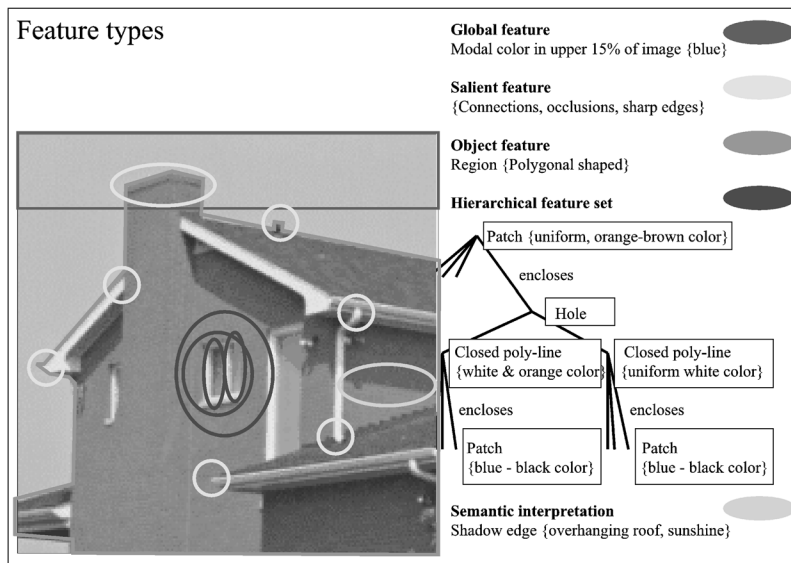 Feature types
Global feature
Modal color in upper 15% of image {blue}
Salient feature
{Connections, occlusions, sharp edges}
Object feature
Region {Polygonal shaped}
Hierarchical feature set
Patch {uniform, orange-brown color}
encloses
Hole
Closed poly-line
{white & orange color}
Closed poly-line
{uniform white color}
encloses
encloses
Patch
{blue - black color}
Patch
{blue - black color}
Semantic interpretation
Shadow edge {overhanging roof, sunshine}